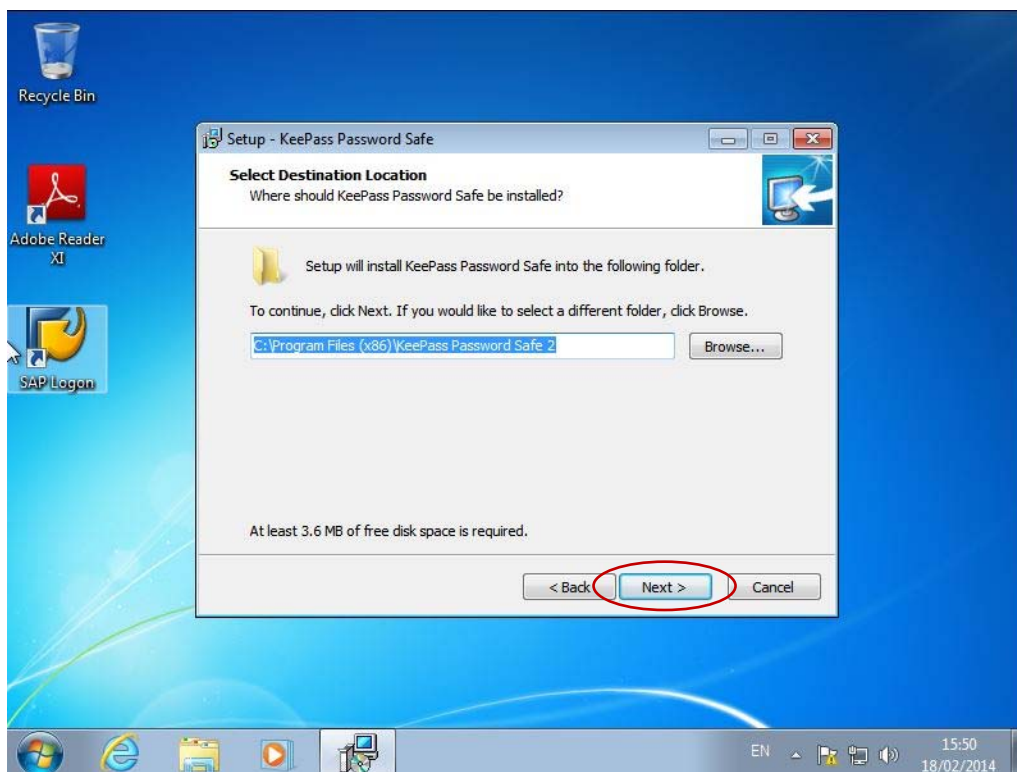 Recycle Bin
Setup - KeePass Password Safe
Select Destination Location
Where should KeePass Password Safe be installed?
Adobe Reader
XI
Setup will install KeePass Password Safe into the following folder.
To continue, click Next. If you would like to select a different folder, click Browse.
C:\Program Files (x86)\KeePass Password Safe 2
Browse...
SAP Logon
At least 3.6 MB of free disk space is required.
< Back
Next >
Cancel
EN
15:50
18/02/2014